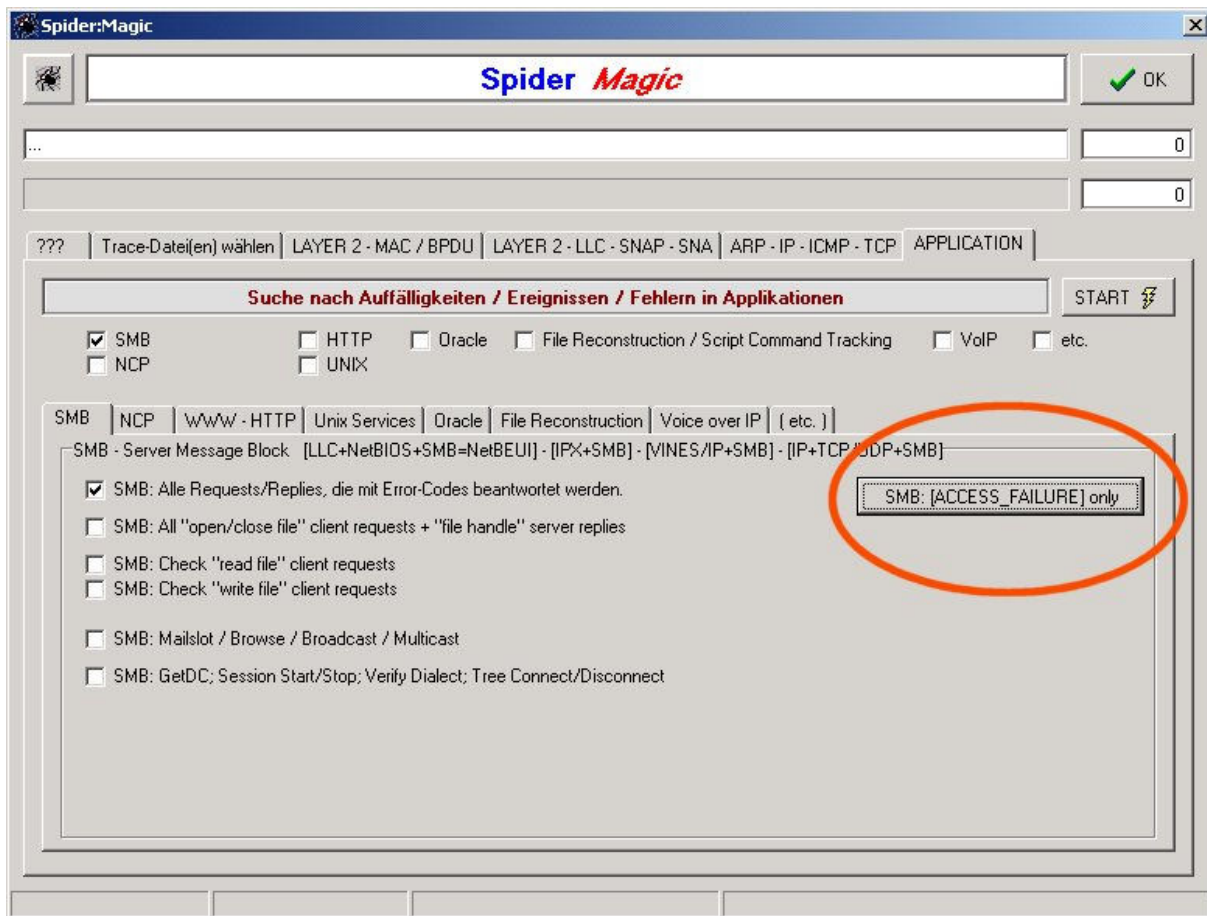 Spider:Magic
Spider Magic
OK
...
0
0
??? Trace-Datei(en) wählen LAYER 2 - MAC / BPDU LAYER 2 - LLC - SNAP - SNA ARP - IP - ICMP - TCP APPLICATION
Suche nach Auffälligkeiten / Ereignissen / Fehlern in Applikationen START
SMB HTTP Oracle File Reconstruction / Script Command Tracking VoIP etc.
NCP UNIX
SMB NCP WWW - HTTP Unix Services Oracle File Reconstruction Voice over IP ( etc. )
SMB - Server Message Block [LLC+NetBIOS+SMB=NetBEUI] - [IPX+SMB] - [VINES/IP+SMB] - [IP+TCP/UDP+SMB]
SMB: Alle Requests/Replies, die mit Error-Codes beantwortet werden. SMB: [ACCESS_FAILURE] only
SMB: All "open/close file" client requests + "file handle" server replies
SMB: Check "read file" client requests
SMB: Check "write file" client requests
SMB: Mailslot / Browse / Broadcast / Multicast
SMB: GetDC; Session Start/Stop; Verify Dialect; Tree Connect/Disconnect